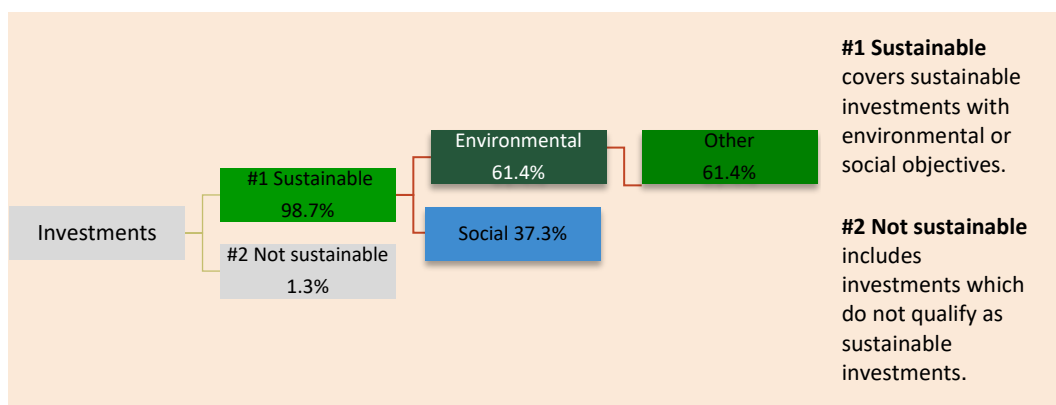 Investments
#1 Sustainable
98.7%
#2 Not sustainable
1.3%
Environmental
61.4%
Social 37.3%
Other
61.4%
#1 Sustainable
covers sustainable
investments with
environmental or
social objectives.
#2 Not sustainable
includes
investments which
do not qualify as
sustainable
investments.